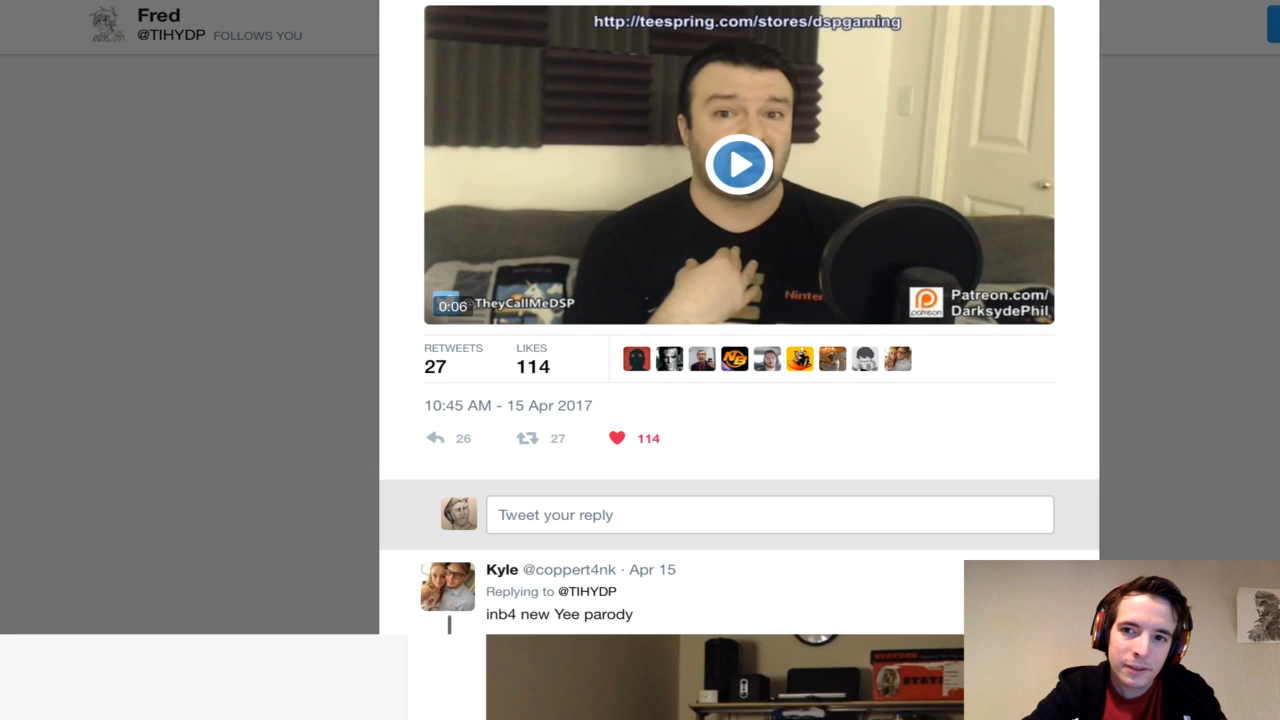 Fred
@TIHYDP FOLLOWS YOU
http://teespring.com/stores/dspgaming
Ninten
0:06
TheyCallMeDSP
patreon
Patreon.com/
DarksydePhil
RETWEETS
LIKES
27
114
10:45 AM - 15 Apr 2017
26
27
114
Tweet your reply
Kyle @coppert4nk · Apr 15
Replying to @TIHYDP
inb4 new Yee parody